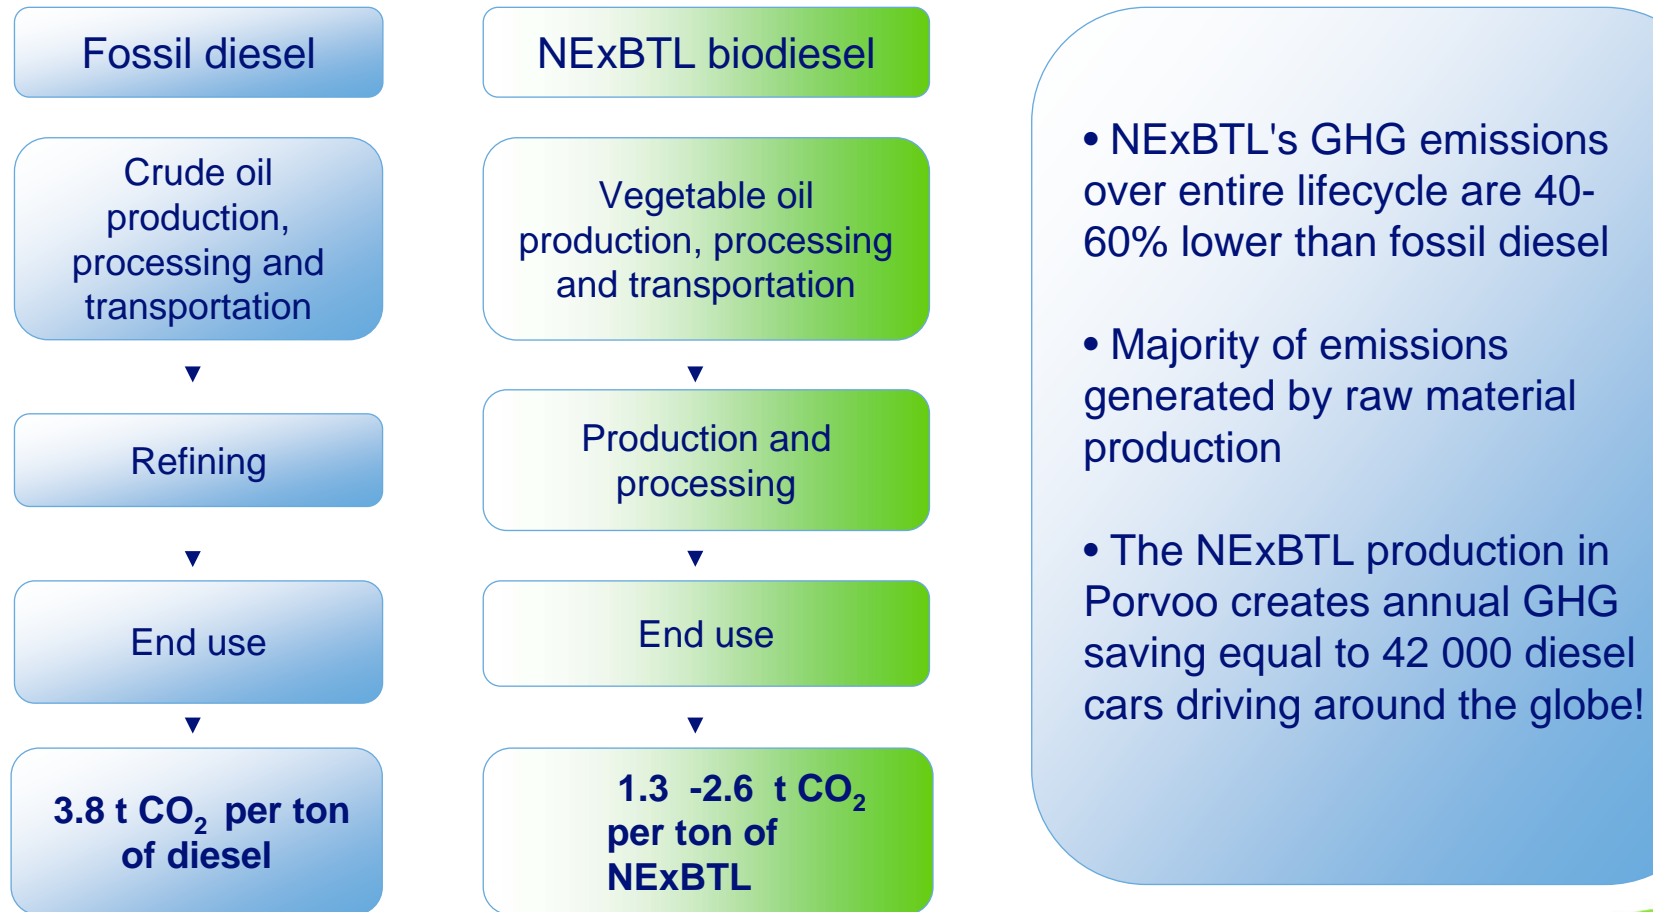 Fossil diesel
Crude oil
production,
processing and
transportation
▼
Refining
▼
End use
▼
3.8 t CO₂ per ton
of diesel
NExBTL biodiesel
Vegetable oil
production, processing
and transportation
▼
Production and
processing
▼
End use
▼
1.3 -2.6 t CO₂
per ton of
NExBTL
• NExBTL's GHG emissions
over entire lifecycle are 40-
60% lower than fossil diesel
• Majority of emissions
generated by raw material
production
• The NExBTL production in
Porvoo creates annual GHG
saving equal to 42 000 diesel
cars driving around the globe!